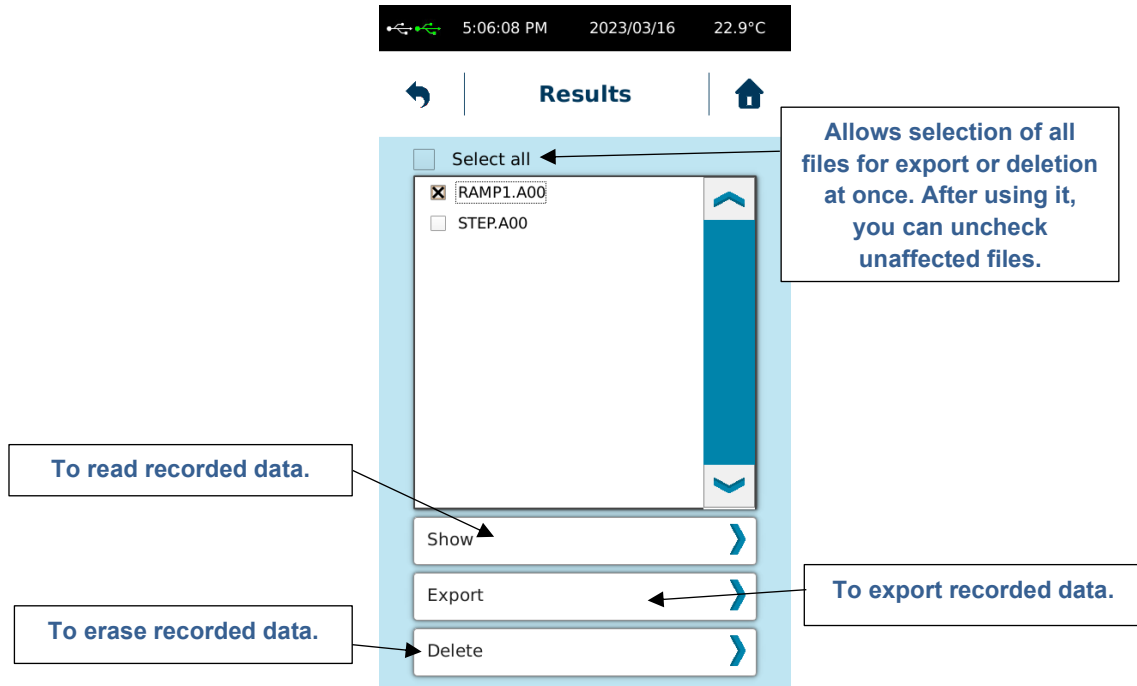 5:06:08 PM 2023/03/16 22.9°C
Results
Allows selection of all
files for export or deletion
at once. After using it,
you can uncheck
unaffected files.
Select all
RAMP1.A00
STEP.A00
To read recorded data.
Show
Export
To export recorded data.
To erase recorded data.
Delete